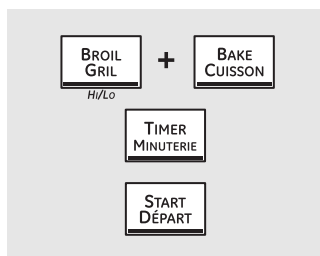 BROIL
GRIL
HI/LO
+
BAKE
CUISSON
TIMER
MINUTERIE
START
DÉPART